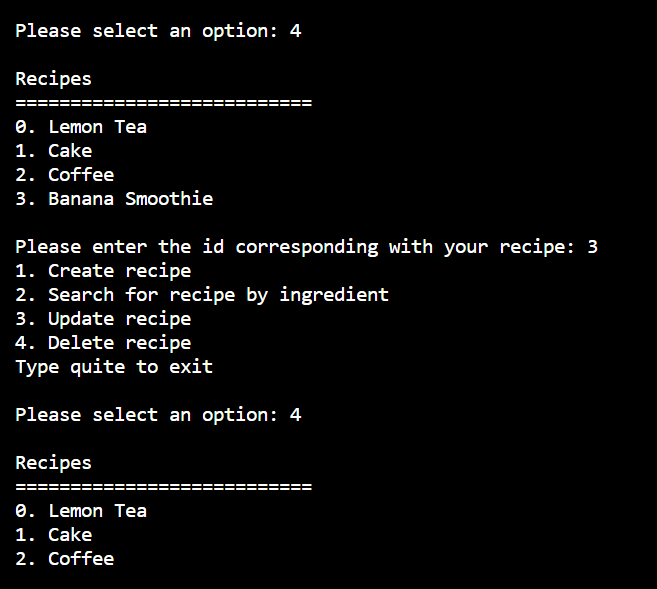 Please select an option: 4
Recipes
===========================
0. Lemon Tea
1. Cake
2. Coffee
3. Banana Smoothie
Please enter the id corresponding with your recipe: 3
1. Create recipe
2. Search for recipe by ingredient
3. Update recipe
4. Delete recipe
Type quite to exit
Please select an option: 4
Recipes
===========================
0. Lemon Tea
1. Cake
2. Coffee